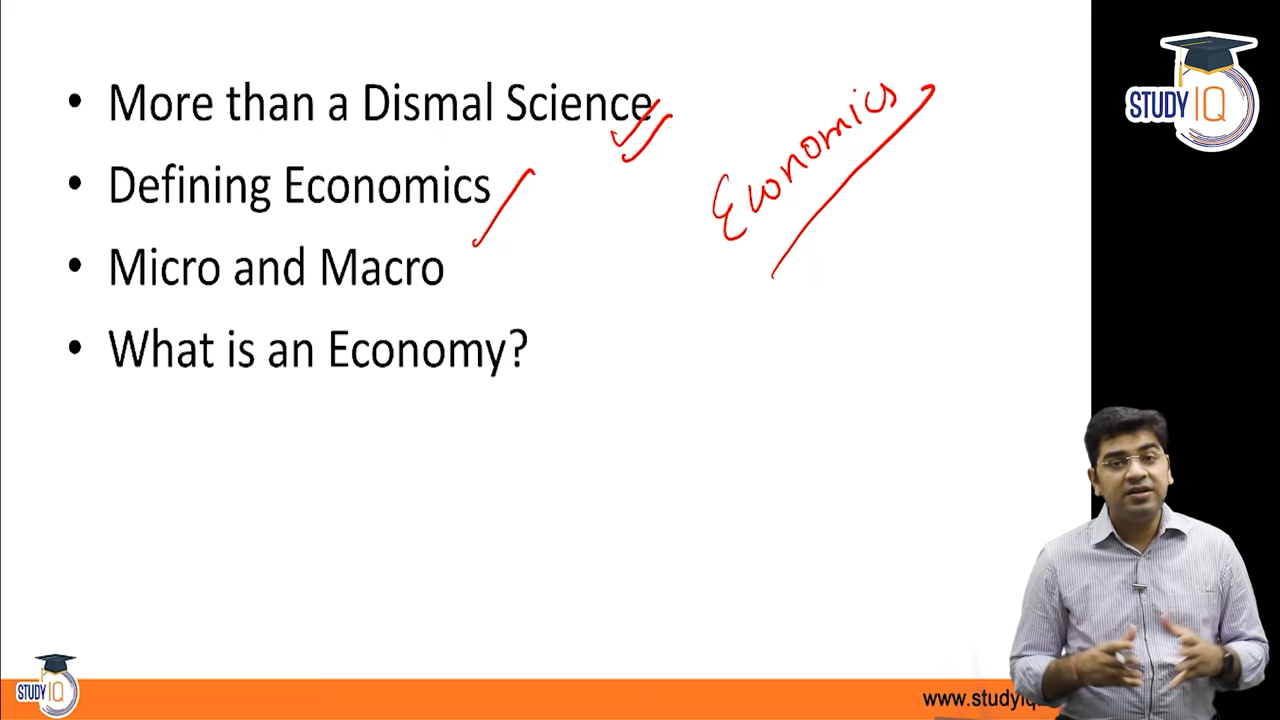 • More than a Dismal Science
• Defining Economics
• Micro and Macro
• What is an Economy?
Economics
STUDY IQ
STUDY IQ
www.studyiq